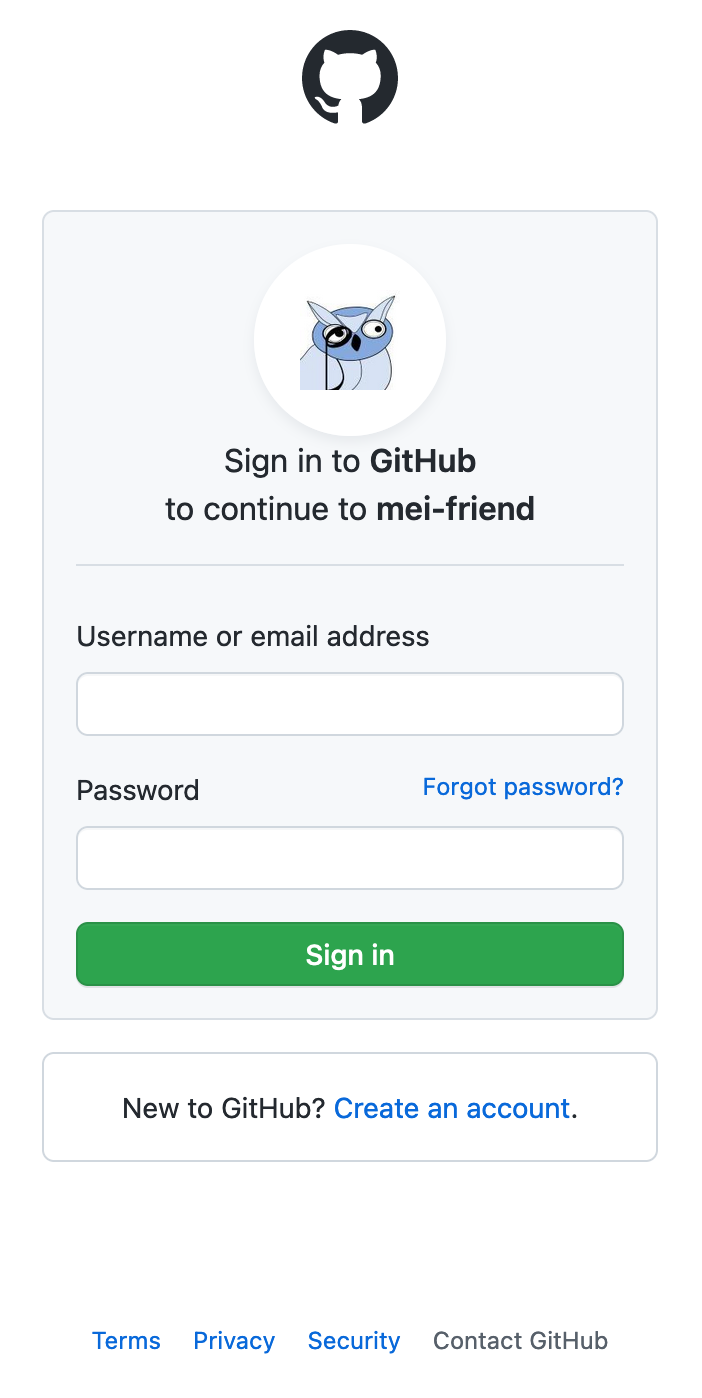 Sign in to GitHub
to continue to mei-friend
Username or email address
Password Forgot password?
Sign in
New to GitHub? Create an account.
Terms Privacy Security Contact GitHub